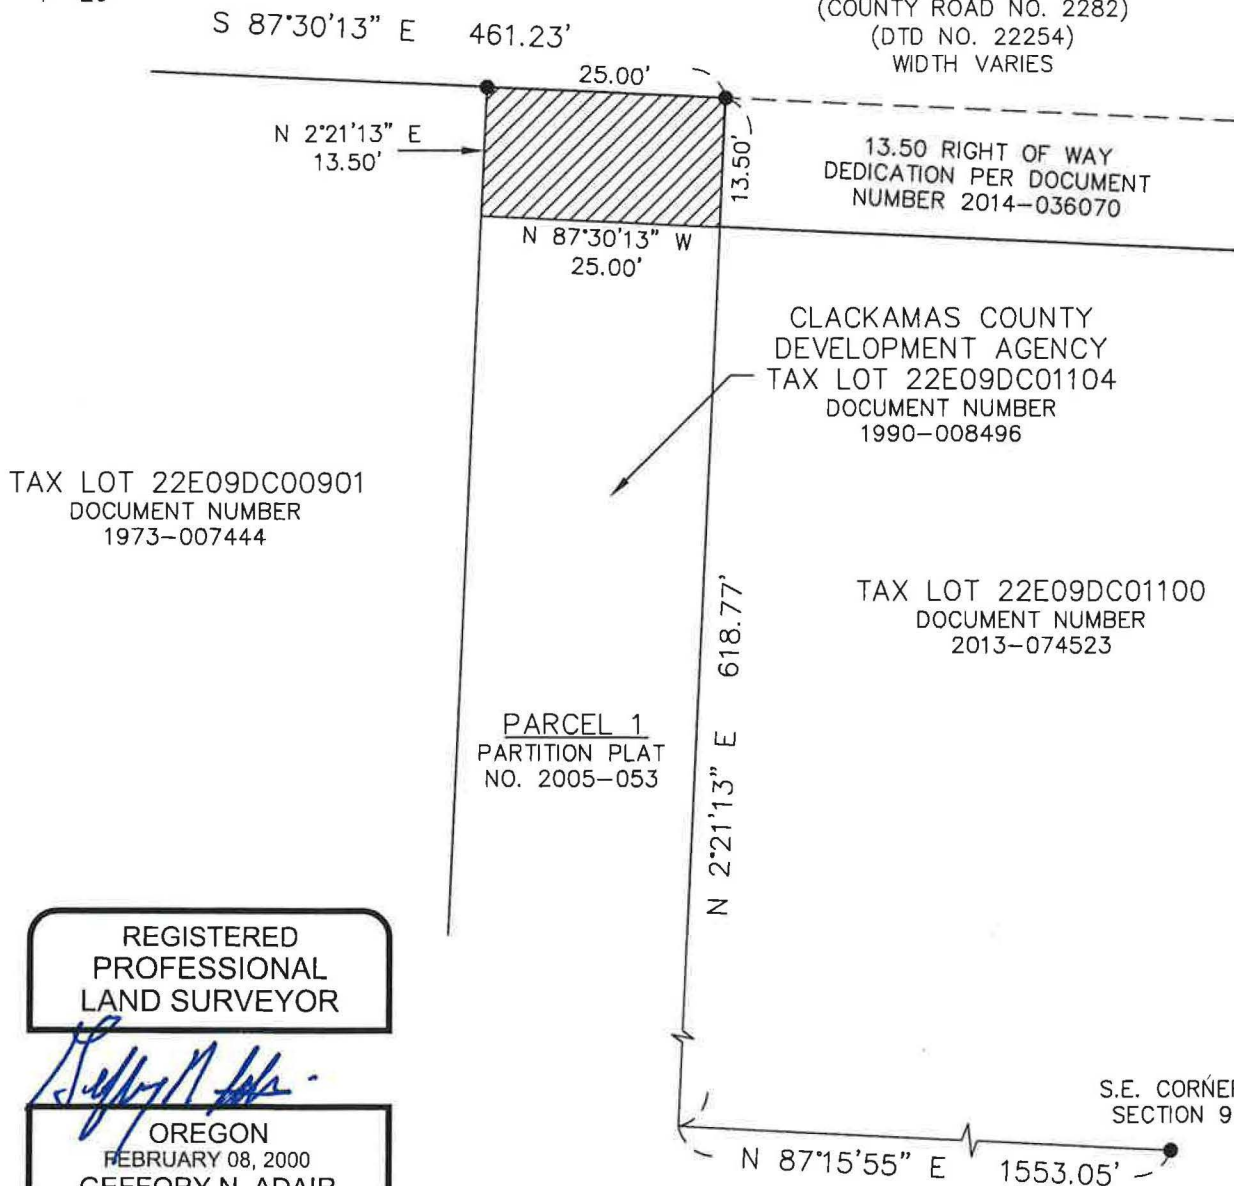 (COUNTY ROAD NO. 2282)
(DTD NO. 22254)
WIDTH VARIES
S 87°30'13" E 461.23'
25.00'
N 2°21'13" E
13.50'
13.50'
13.50 RIGHT OF WAY
DEDICATION PER DOCUMENT
NUMBER 2014-036070
N 87°30'13" W
25.00'
CLACKAMAS COUNTY
DEVELOPMENT AGENCY
TAX LOT 22E09DC01104
DOCUMENT NUMBER
1990-008496
TAX LOT 22E09DC00901
DOCUMENT NUMBER
1973-007444
TAX LOT 22E09DC01100
DOCUMENT NUMBER
2013-074523
N 2°21'13" E 618.77'
PARCEL 1
PARTITION PLAT
NO. 2005-053
REGISTERED
PROFESSIONAL
LAND SURVEYOR
OREGON
FEBRUARY 08, 2000
GEFFORY N. ADAIR
S.E. CORNER
SECTION 9
N 87°15'55" E 1553.05'